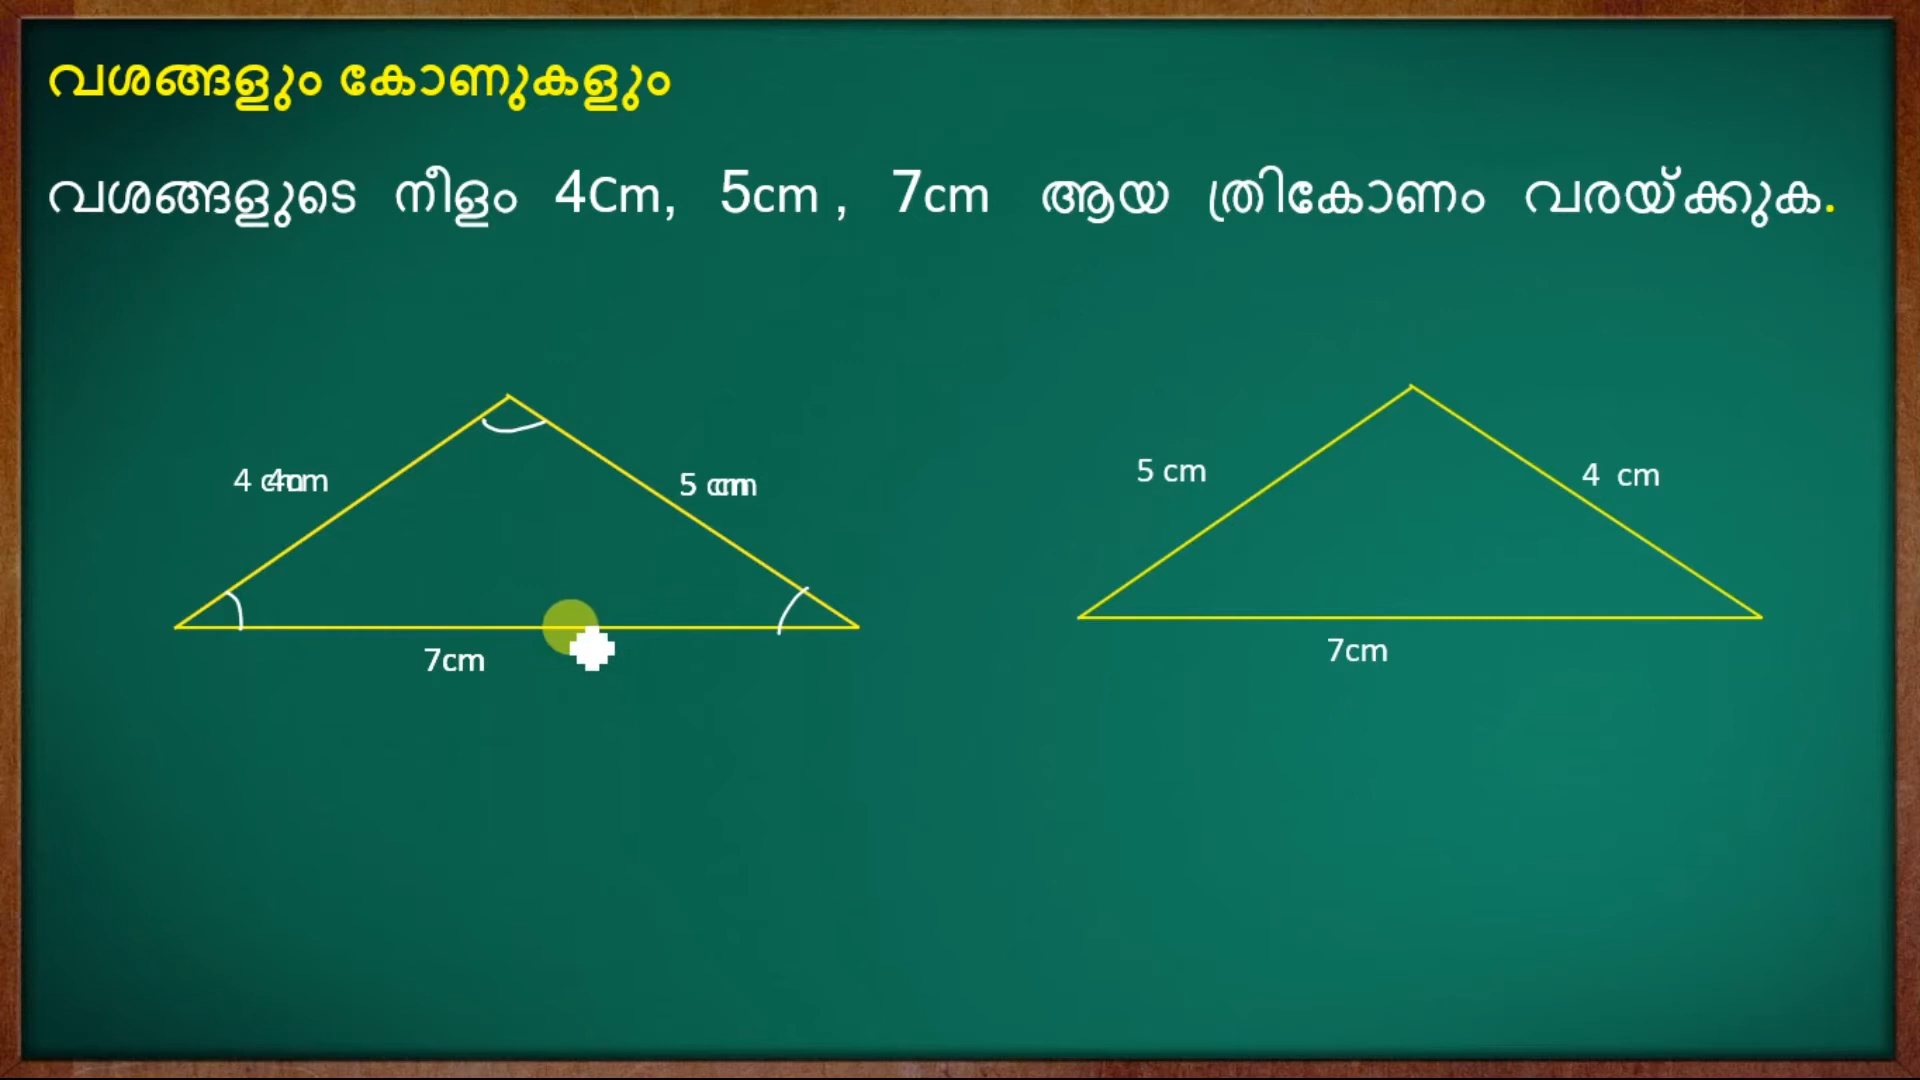 വശങ്ങളും കോണുകളും
വശങ്ങളുടെ നീളം 4Cm, 5cm , 7cm ആയ ത്രികോണം വരയ്ക്കുക.
4 cm 4cm
5 cm
7cm
5 cm
4 cm
7cm